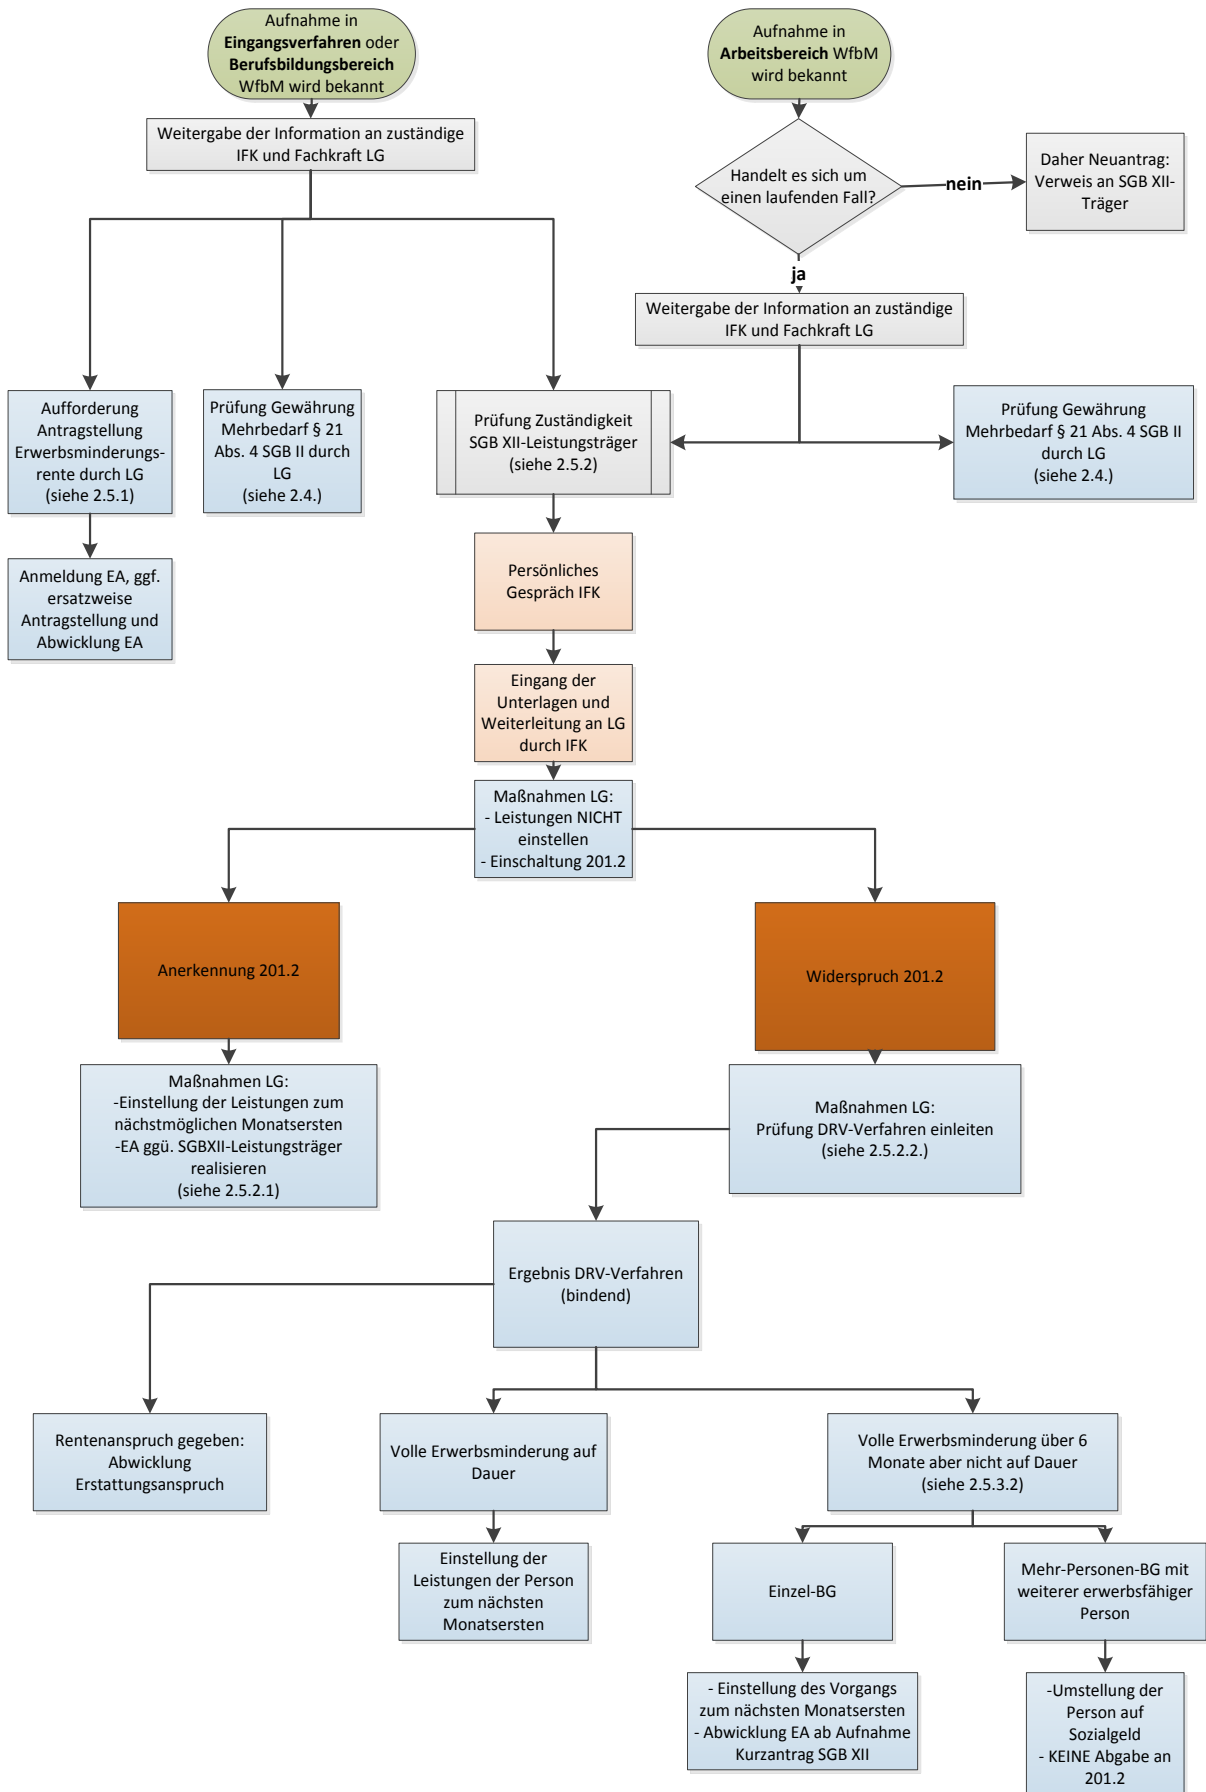 Aufnahme in
Eingangsverfahren oder
Berufsbildungsbereich
WfbM wird bekannt
Aufnahme in
Arbeitsbereich WfbM
wird bekannt
Weitergabe der Information an zuständige
IFK und Fachkraft LG
Handelt es sich um
einen laufenden Fall?
nein
Daher Neuantrag:
Verweis an SGB XII-
Träger
ja
Weitergabe der Information an zuständige
IFK und Fachkraft LG
Aufforderung
Antragstellung
Erwerbsminderungs-
rente durch LG
(siehe 2.5.1)
Prüfung Gewährung
Mehrbedarf § 21
Abs. 4 SGB II durch
LG
(siehe 2.4.)
Prüfung Zuständigkeit
SGB XII-Leistungsträger
(siehe 2.5.2)
Prüfung Gewährung
Mehrbedarf § 21 Abs. 4 SGB II
durch LG
(siehe 2.4.)
Anmeldung EA, ggf.
ersatzweise
Antragstellung und
Abwicklung EA
Persönliches
Gespräch IFK
Eingang der
Unterlagen und
Weiterleitung an LG
durch IFK
Maßnahmen LG:
- Leistungen NICHT
einstellen
- Einschaltung 201.2
Anerkennung 201.2
Widerspruch 201.2
Maßnahmen LG:
-Einstellung der Leistungen zum
nächstmöglichen Monatsersten
-EA ggü. SGBXII-Leistungsträger
realisieren
(siehe 2.5.2.1)
Maßnahmen LG:
Prüfung DRV-Verfahren einleiten
(siehe 2.5.2.2.)
Ergebnis DRV-Verfahren
(bindend)
Rentenanspruch gegeben:
Abwicklung
Erstattungsanspruch
Volle Erwerbsminderung auf
Dauer
Volle Erwerbsminderung über 6
Monate aber nicht auf Dauer
(siehe 2.5.3.2)
Einstellung der
Leistungen der Person
zum nächsten
Monatsersten
Einzel-BG
Mehr-Personen-BG mit
weiterer erwerbsfähiger
Person
- Einstellung des Vorgangs
zum nächsten Monatsersten
- Abwicklung EA ab Aufnahme
Kurzantrag SGB XII
-Umstellung der
Person auf
Sozialgeld
- KEINE Abgabe an
201.2